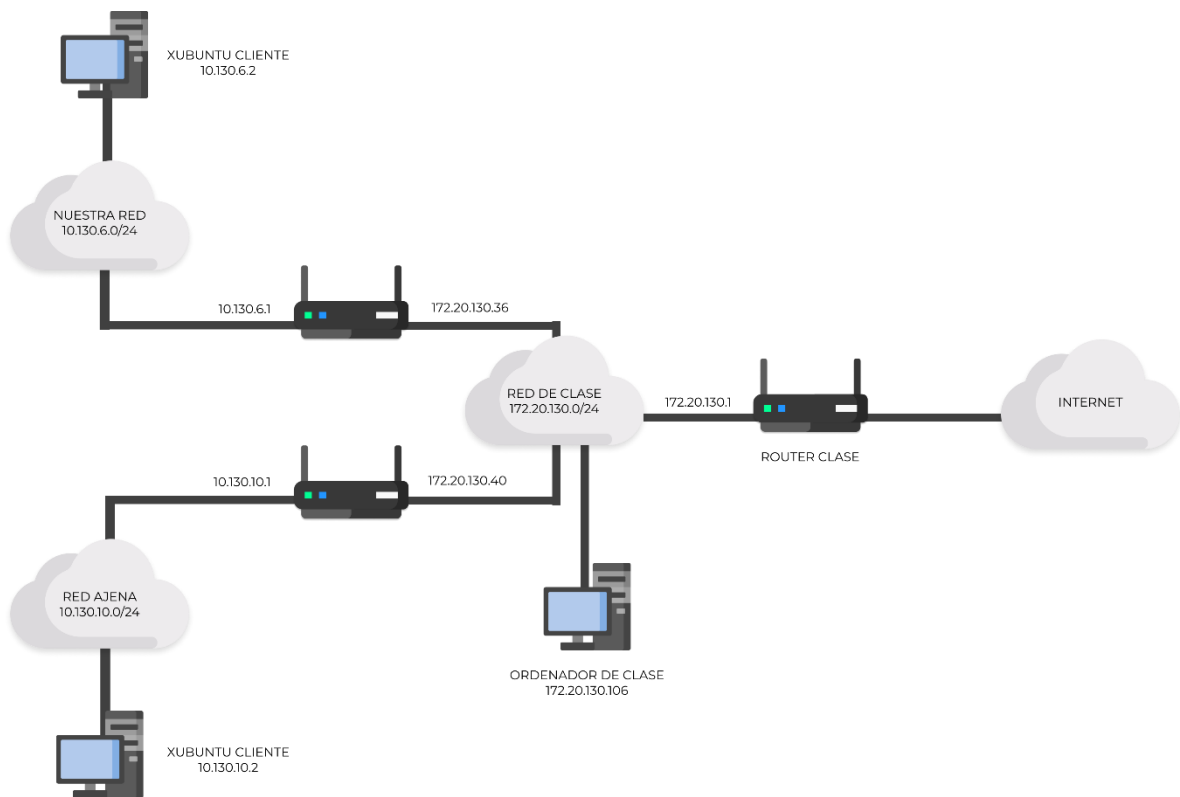 XUBUNTU CLIENTE
10.130.6.2
NUESTRA RED
10.130.6.0/24
10.130.6.1
172.20.130.36
RED DE CLASE
172.20.130.0/24
172.20.130.1
INTERNET
ROUTER CLASE
10.130.10.1
172.20.130.40
RED AJENA
10.130.10.0/24
ORDENADOR DE CLASE
172.20.130.106
XUBUNTU CLIENTE
10.130.10.2